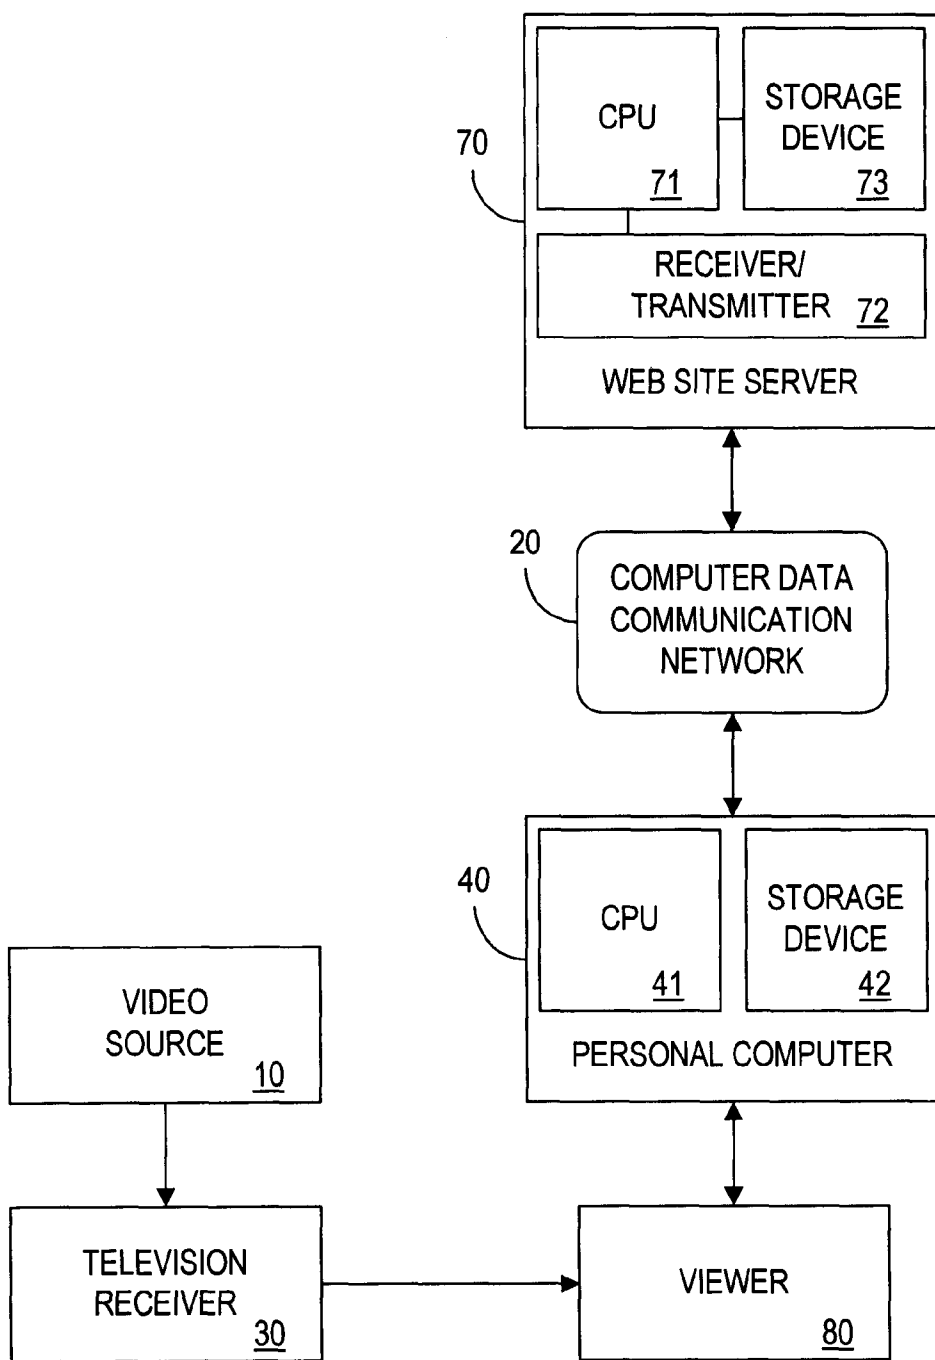 CPU
71
STORAGE
DEVICE
73
70
RECEIVER/
TRANSMITTER
72
WEB SITE SERVER
20
COMPUTER DATA
COMMUNICATION
NETWORK
40
CPU
41
STORAGE
DEVICE
42
PERSONAL COMPUTER
VIDEO
SOURCE
10
TELEVISION
RECEIVER
30
VIEWER
80